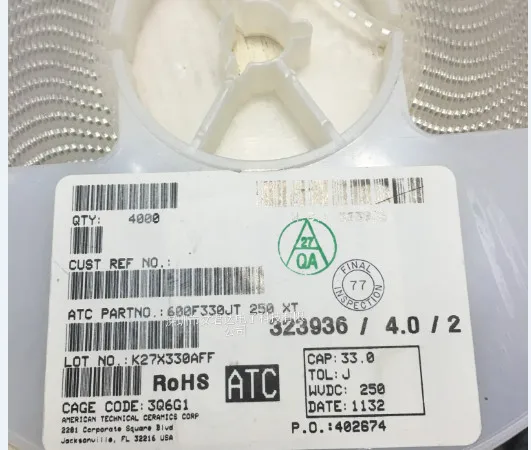 QTY: 4000
27
QA
CUST REF NO.:
FINAL
77
INSPECTION
ATC PARTNO.:600F330JT 250 XT
323936 / 4.0 / 2
LOT NO.:K27X330AFF
CAP:33.0
TOL:J
WVDC: 250
DATE:1132
RoHS
ATC
CAGE CODE:3Q6G1
AMERICAN TECHNICAL CERAMICS CORP
2201 Corporate Square Blvd
Jacksonville, FL 32216 USA
P.O.:402674